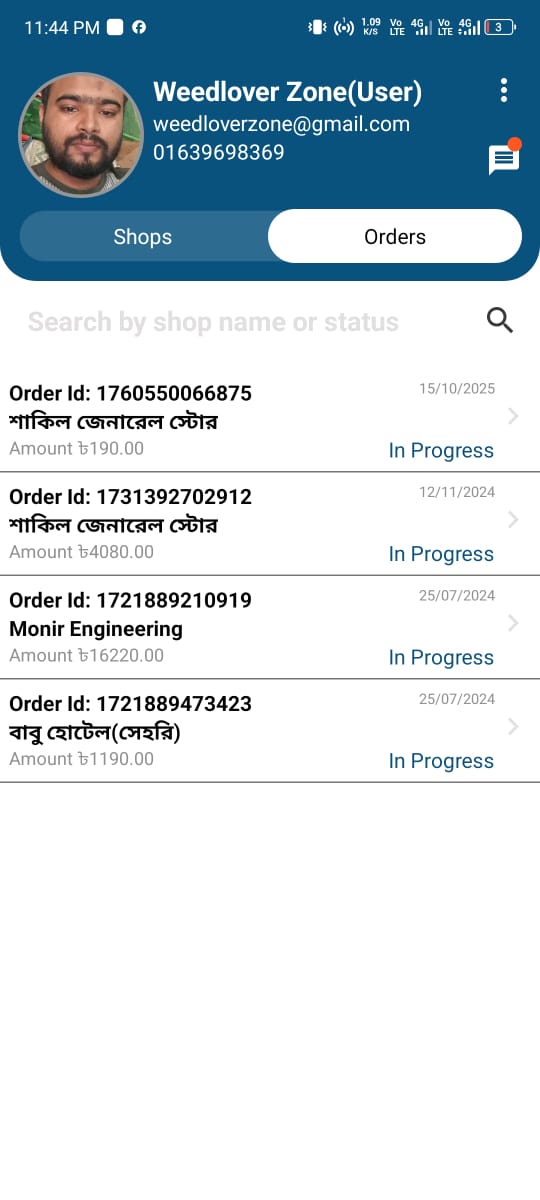 11:44 PM
1.09 K/S Vo LTE 4G Vo LTE 4G 3
Weedlover Zone(User)
weedloverzone@gmail.com
01639698369
Shops Orders
Search by shop name or status
Order Id: 1760550066875 15/10/2025
শাকিল জেনারেল স্টোর
Amount ৳190.00 In Progress
Order Id: 1731392702912 12/11/2024
শাকিল জেনারেল স্টোর
Amount ৳4080.00 In Progress
Order Id: 1721889210919 25/07/2024
Monir Engineering
Amount ৳16220.00 In Progress
Order Id: 1721889473423 25/07/2024
বাবু হোটেল(সেহরি)
Amount ৳1190.00 In Progress